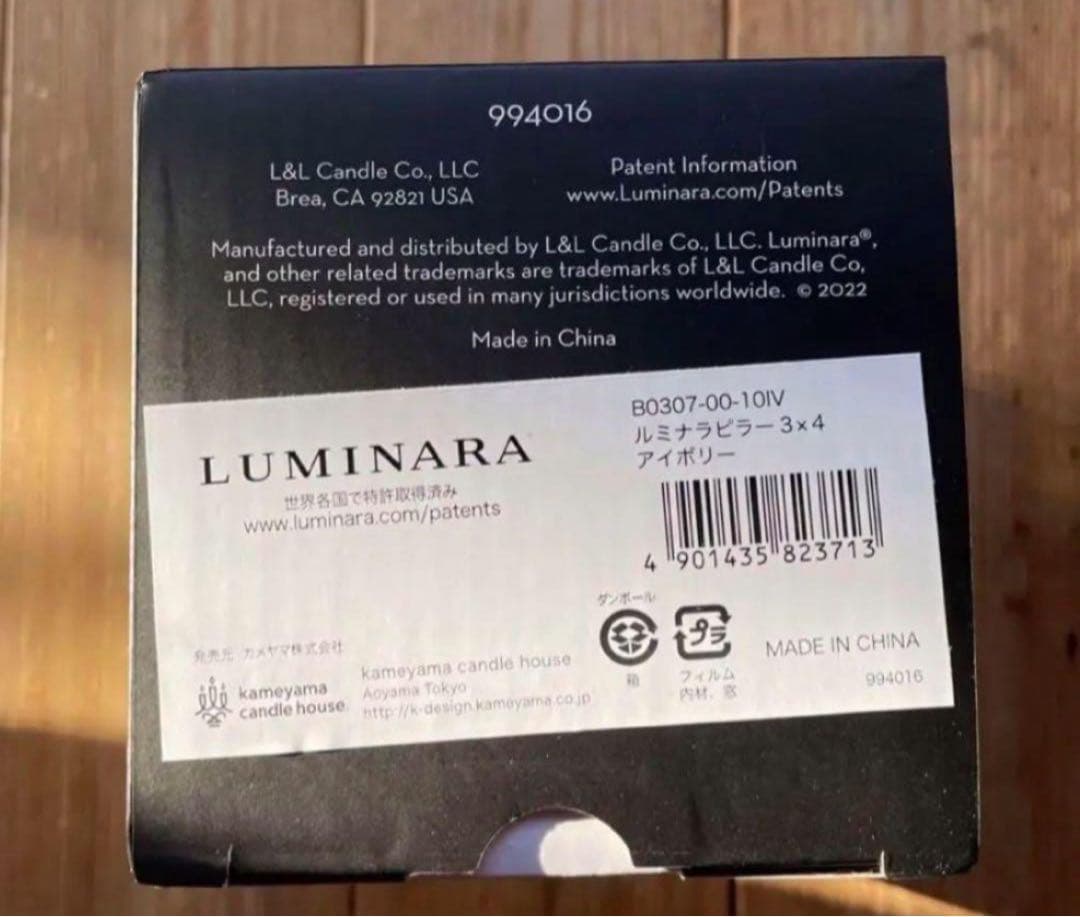 994016
L&L Candle Co., LLC
Brea, CA 92821 USA
Patent Information
www.Luminara.com/Patents
Manufactured and distributed by L&L Candle Co., LLC. Luminara®,
and other related trademarks are trademarks of L&L Candle Co,
LLC, registered or used in many jurisdictions worldwide. © 2022
Made in China
LUMINARA
世界各国で特許取得済み
www.luminara.com/patents
B0307-00-10IV
ルミナラピラー3×4
アイボリー
4 901435 823713
ダンボール
箱
プラ
フィルム
内材、窓
MADE IN CHINA
994016
発売元 カメヤマ株式会社
kameyama
candle house
kameyama candle house
Aoyama Tokyo
http://k-design.kameyama.co.jp